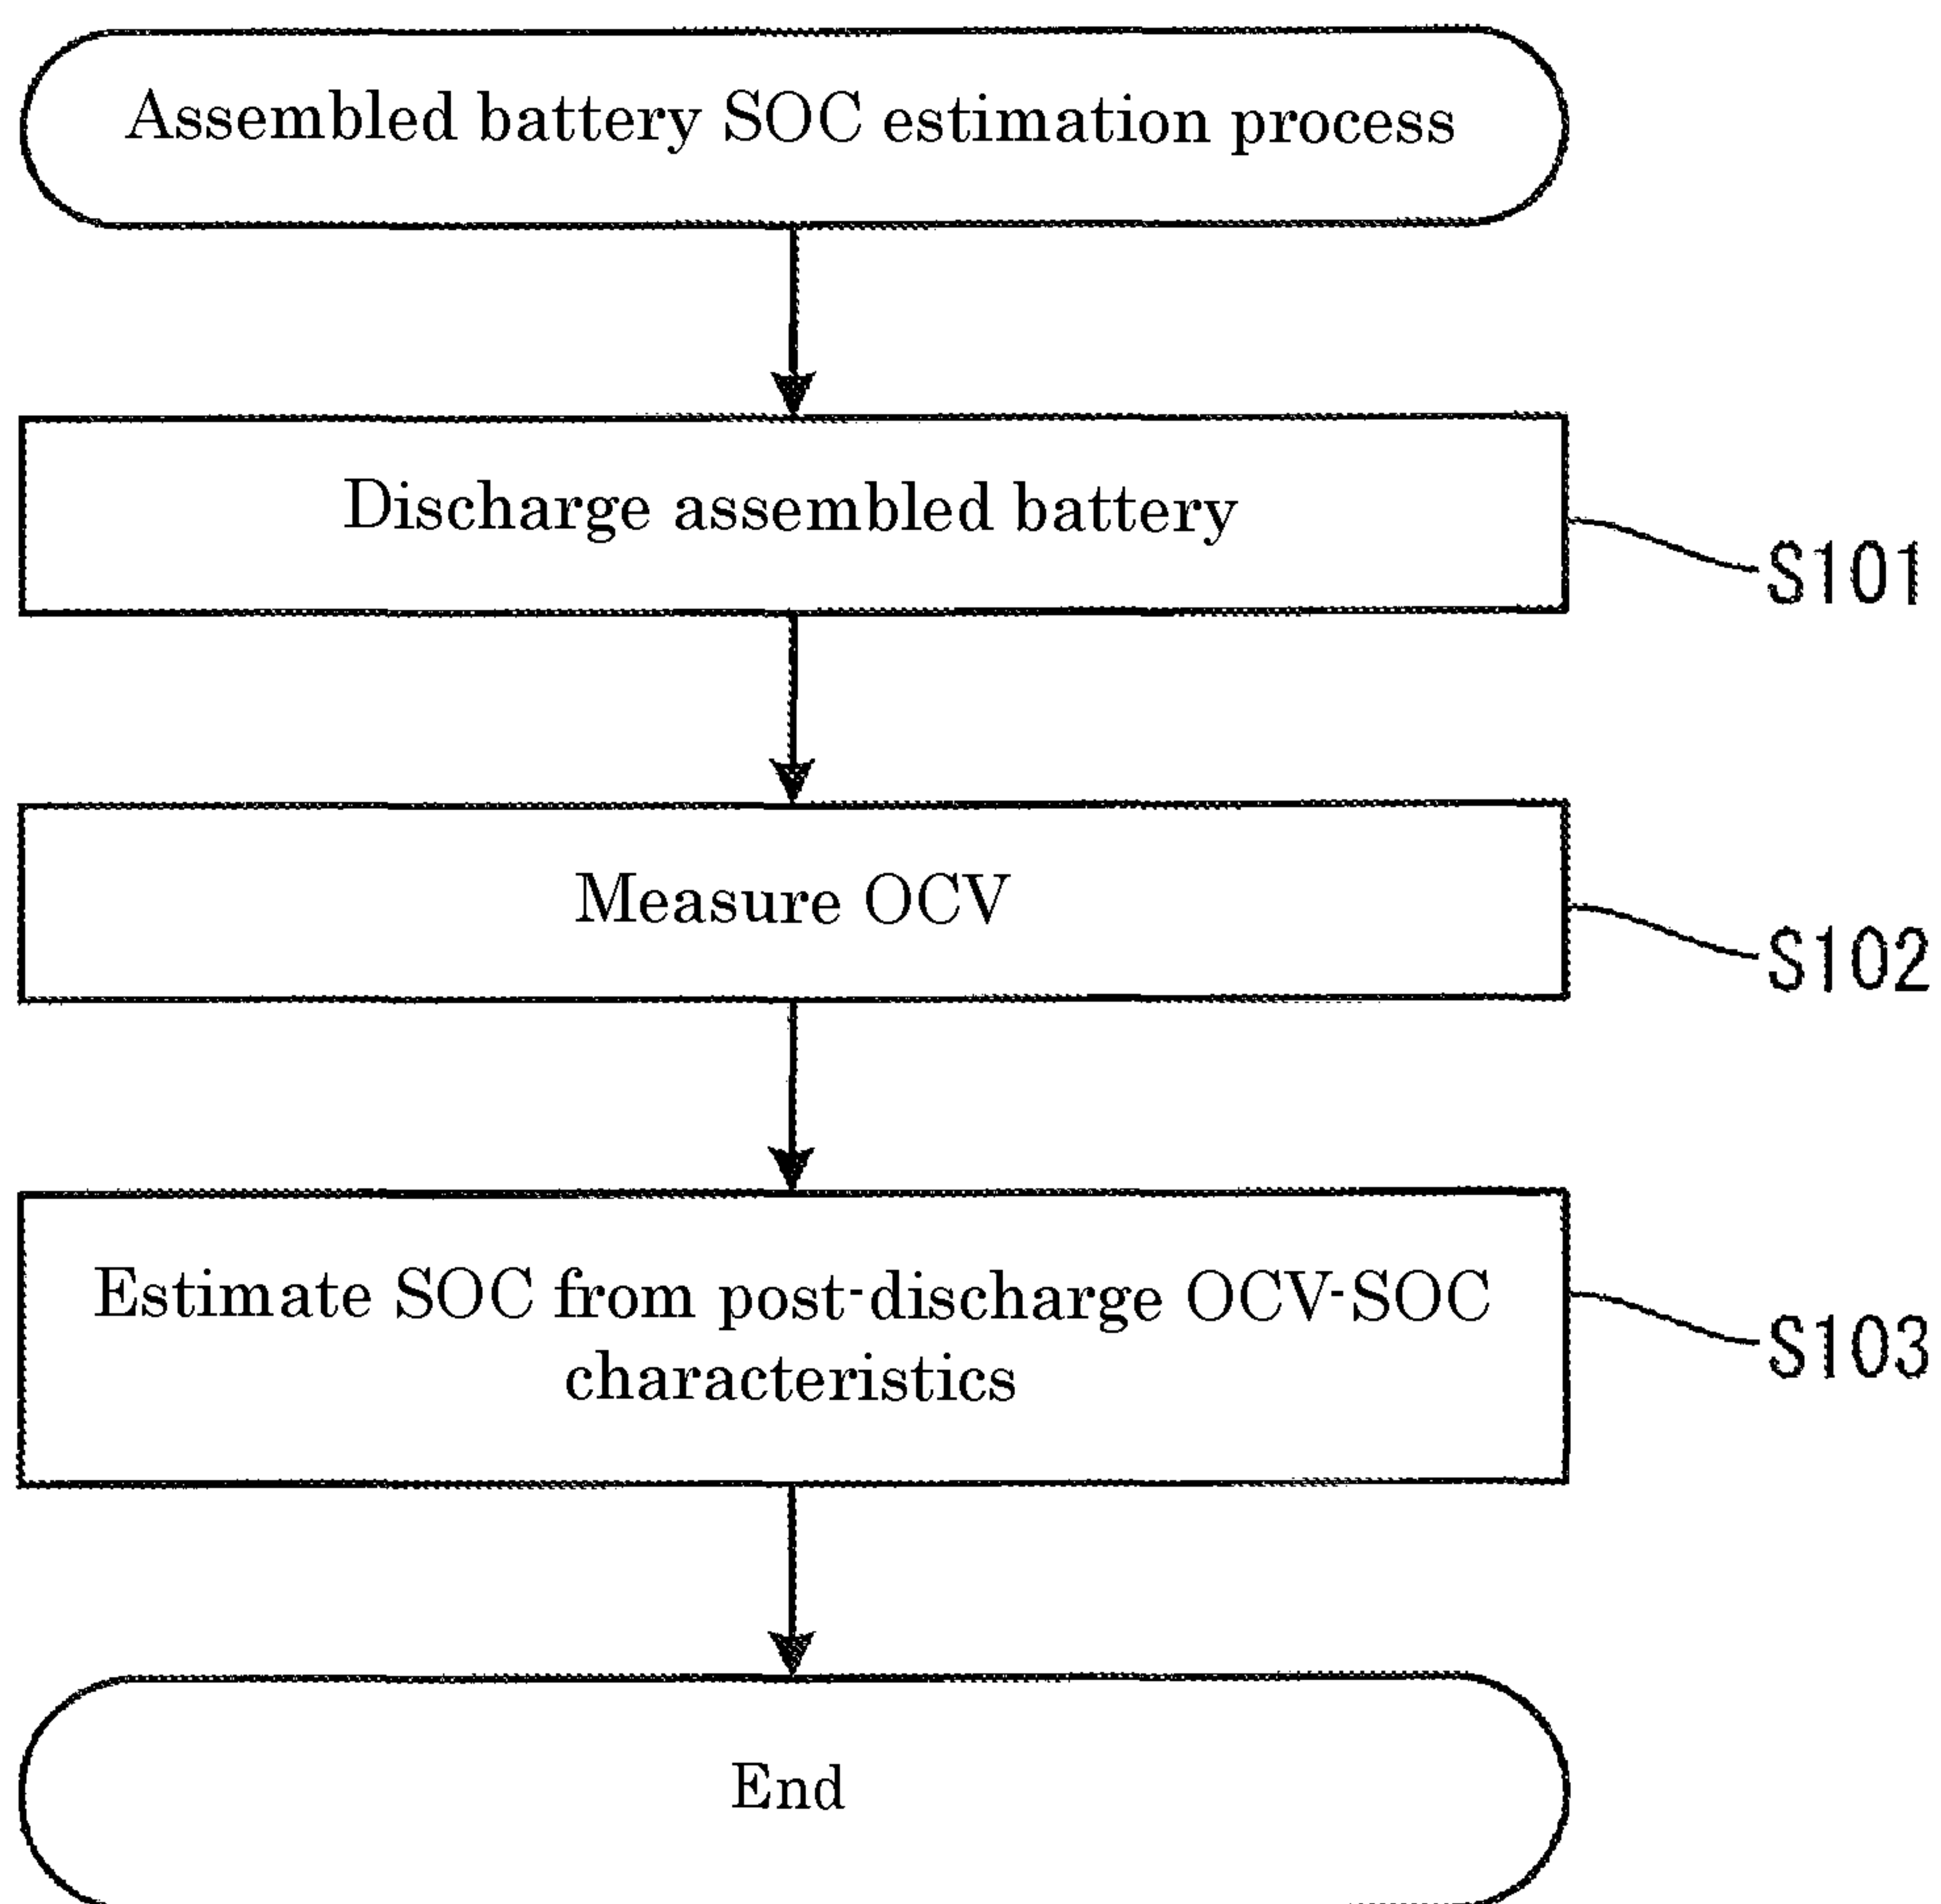 Assembled battery SOC estimation process
Discharge assembled battery
S101
Measure OCV
S102
Estimate SOC from post-discharge OCV-SOC
characteristics
S103
End